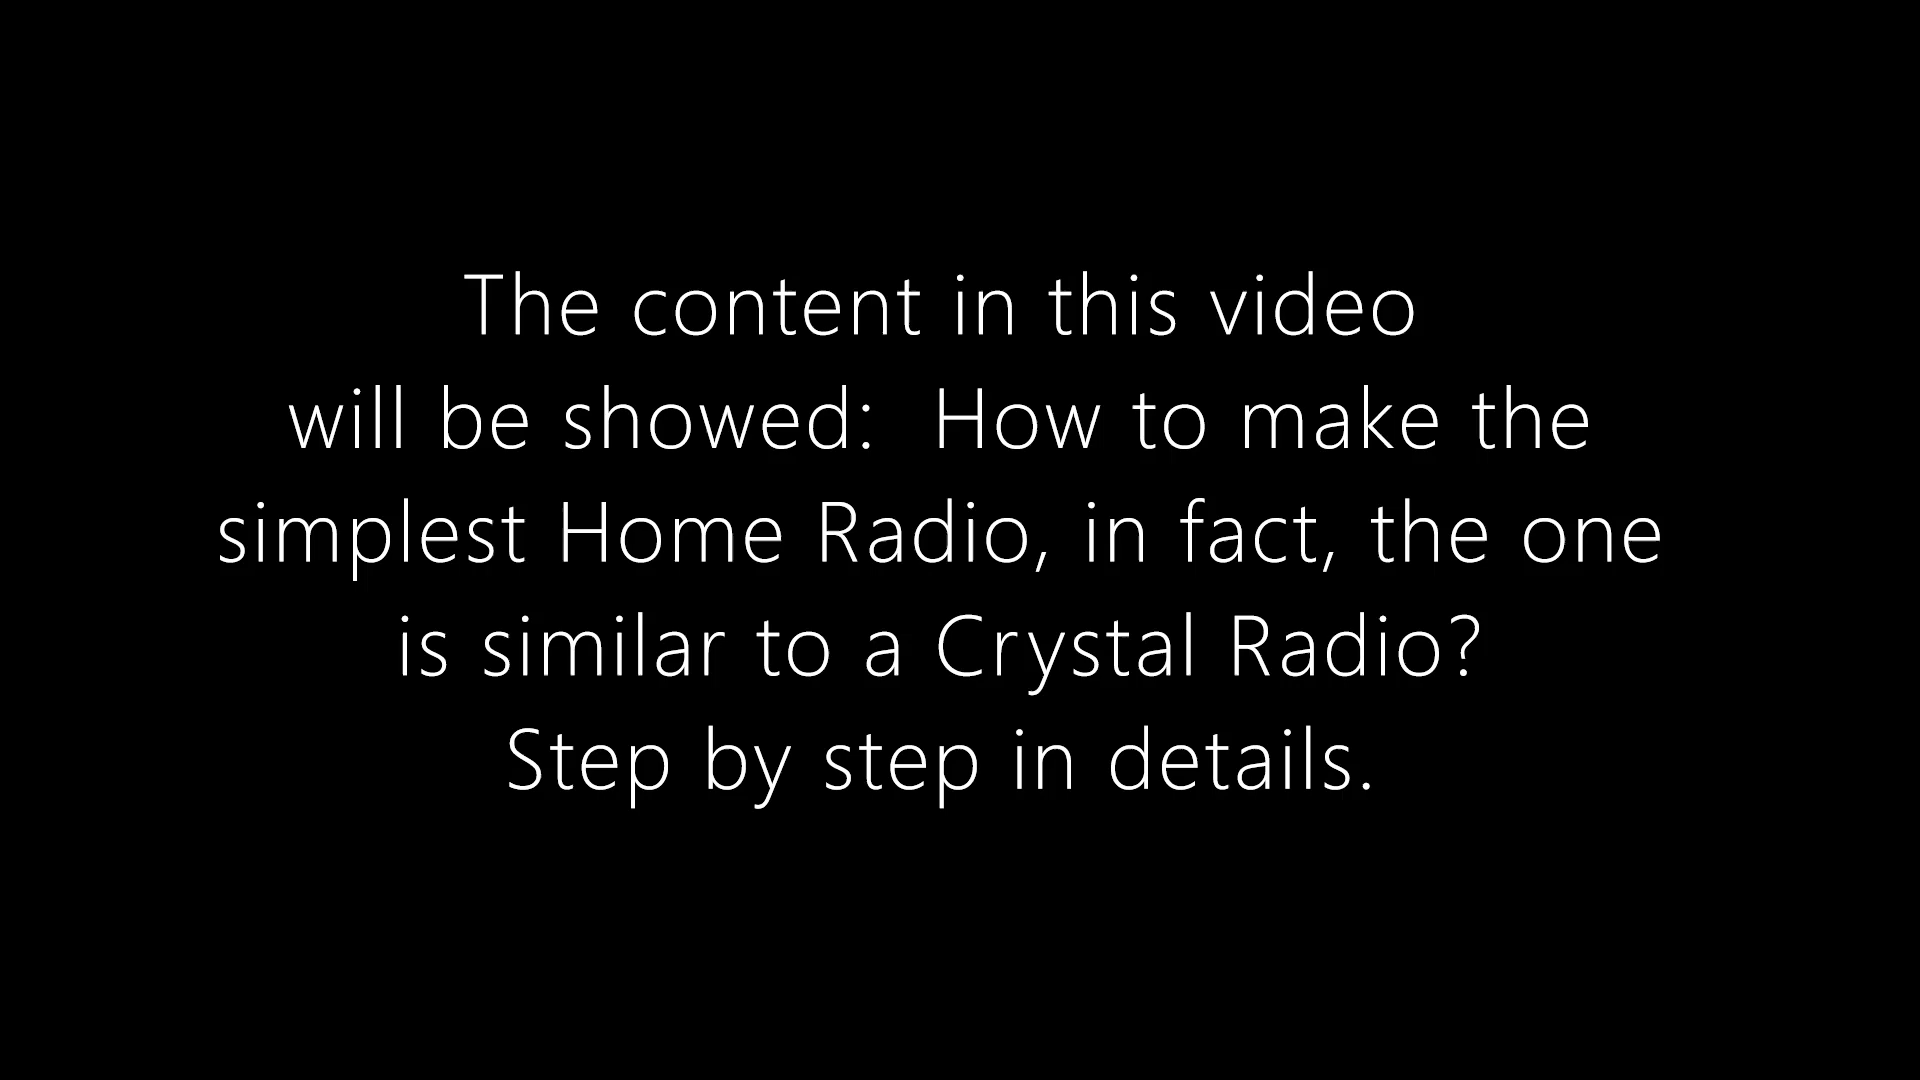 The content in this video
will be showed:  How to make the
simplest Home Radio, in fact, the one
is similar to a Crystal Radio?
Step by step in details.